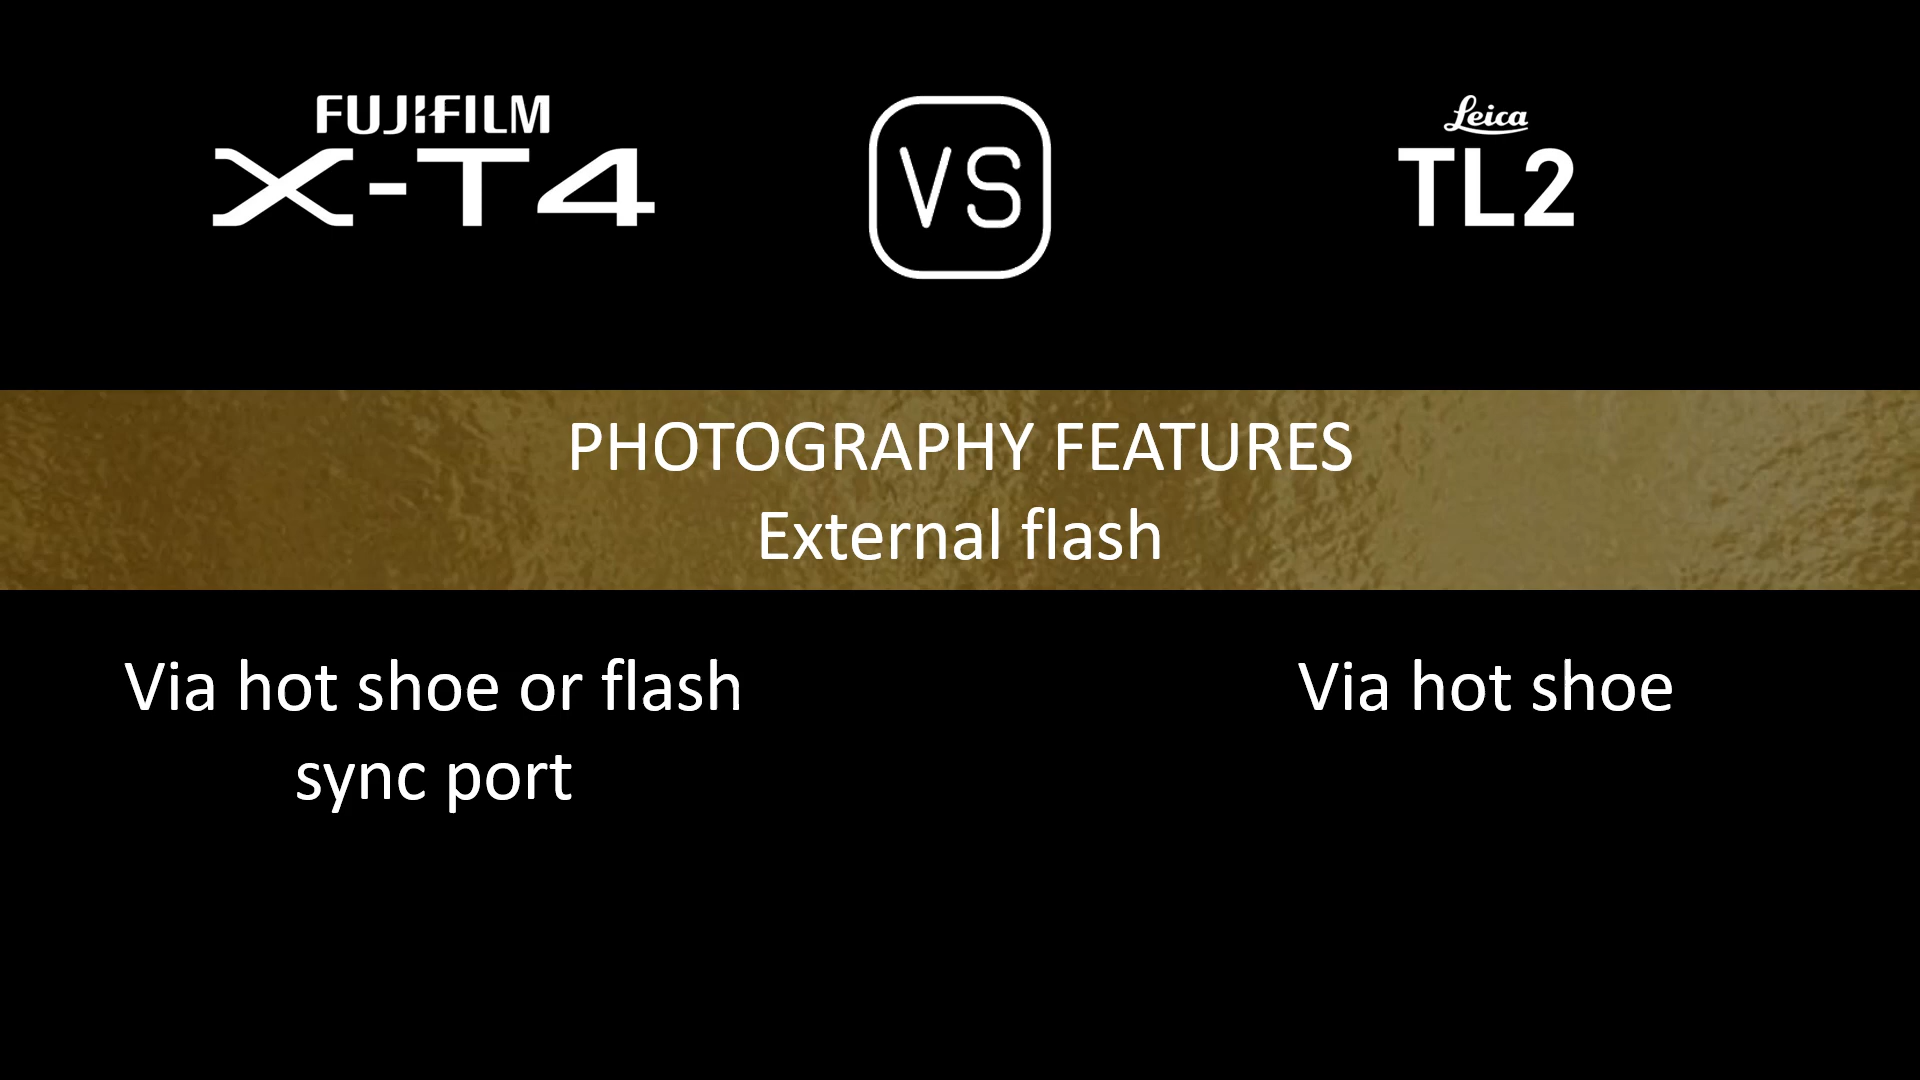 FUJIFILM
X-T4
VS
Leica
TL2
PHOTOGRAPHY FEATURES
External flash
Via hot shoe or flash
sync port
Via hot shoe